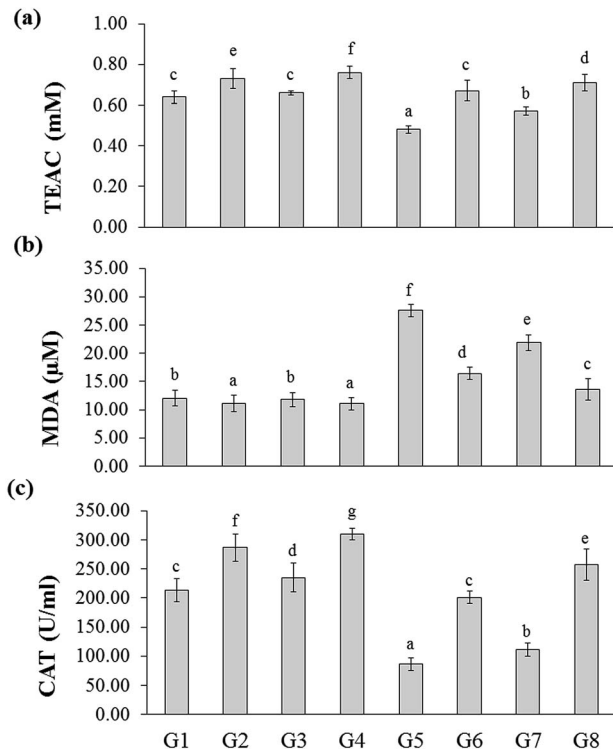 (a)
TEAC (mM)
1.00
0.80
0.60
0.40
0.20
0.00
c e c f a c b d
(b)
MDA (µM)
35.00
30.00
25.00
20.00
15.00
10.00
5.00
0.00
b a b a f d e c
(c)
CAT (U/ml)
350.00
300.00
250.00
200.00
150.00
100.00
50.00
0.00
c f d g a c b e
G1 G2 G3 G4 G5 G6 G7 G8